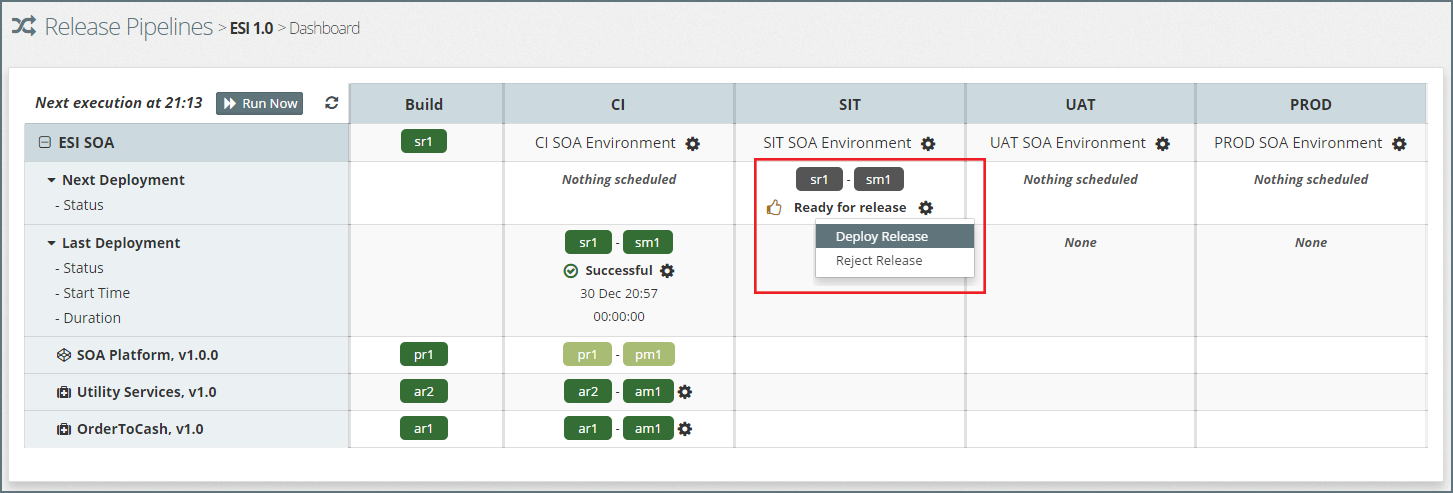 Release Pipelines > ESI 1.0 > Dashboard
Next execution at 21:13 Run Now Build CI SIT UAT PROD
ESI SOA sr1 CI SOA Environment SIT SOA Environment UAT SOA Environment PROD SOA Environment
Next Deployment Nothing scheduled sr1 - sm1 Nothing scheduled Nothing scheduled
- Status Ready for release
Deploy Release
Reject Release
Last Deployment sr1 - sm1 None None
- Status Successful
- Start Time 30 Dec 20:57
- Duration 00:00:00
SOA Platform, v1.0.0 pr1 pr1 - pm1
Utility Services, v1.0 ar2 ar2 - am1
OrderToCash, v1.0 ar1 ar1 - am1